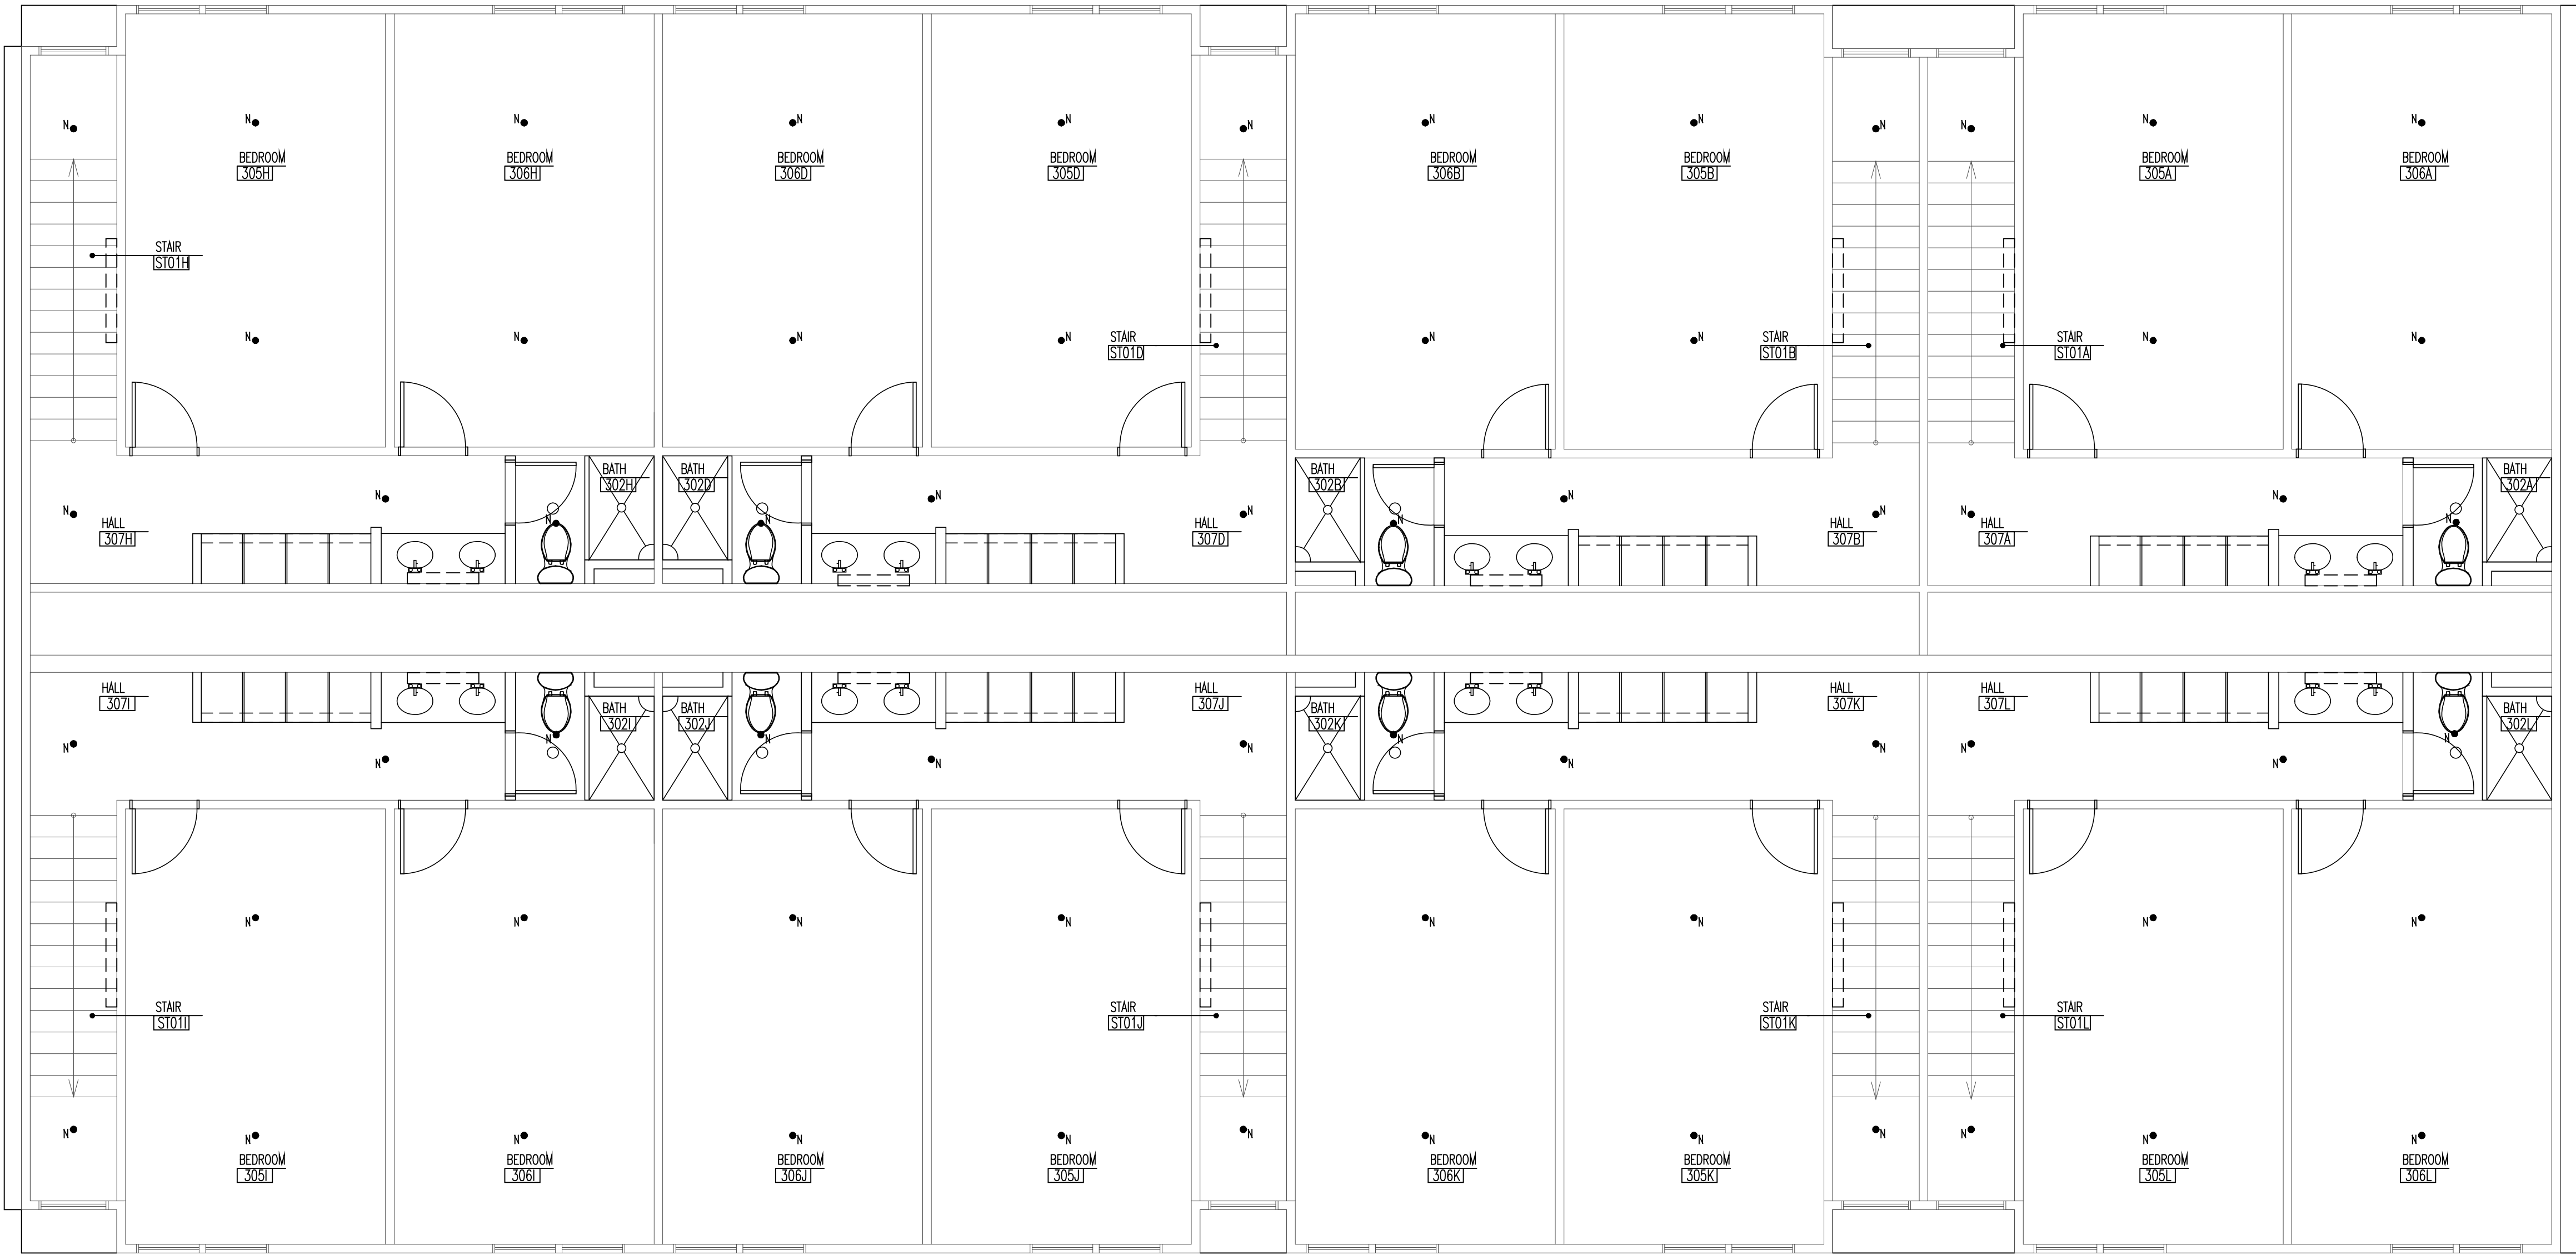 N N N N N N N N N N N N
BEDROOM BEDROOM BEDROOM BEDROOM BEDROOM BEDROOM BEDROOM BEDROOM
305H 306H 306D 305D 306B 305B 305A 306A
STAIR
ST01H
N N N N N N N N
STAIR STAIR STAIR
ST01D ST01B ST01A
BATH BATH BATH BATH
302H 302D 302B 302A
N N N N
N N N N
N N N N
HALL HALL HALL HALL
307H 307D 307B 307A
HALL HALL HALL HALL
307I 307J 307K 307L
BATH BATH BATH BATH
302I 302J 302K 302L
N N N N
N N N N
N N N N
N N N N N N N N
STAIR STAIR STAIR STAIR
ST01I ST01J ST01K ST01L
N N N N N N N N N N N N
BEDROOM BEDROOM BEDROOM BEDROOM BEDROOM BEDROOM BEDROOM BEDROOM
305I 306I 306J 305J 306K 305K 305L 306L